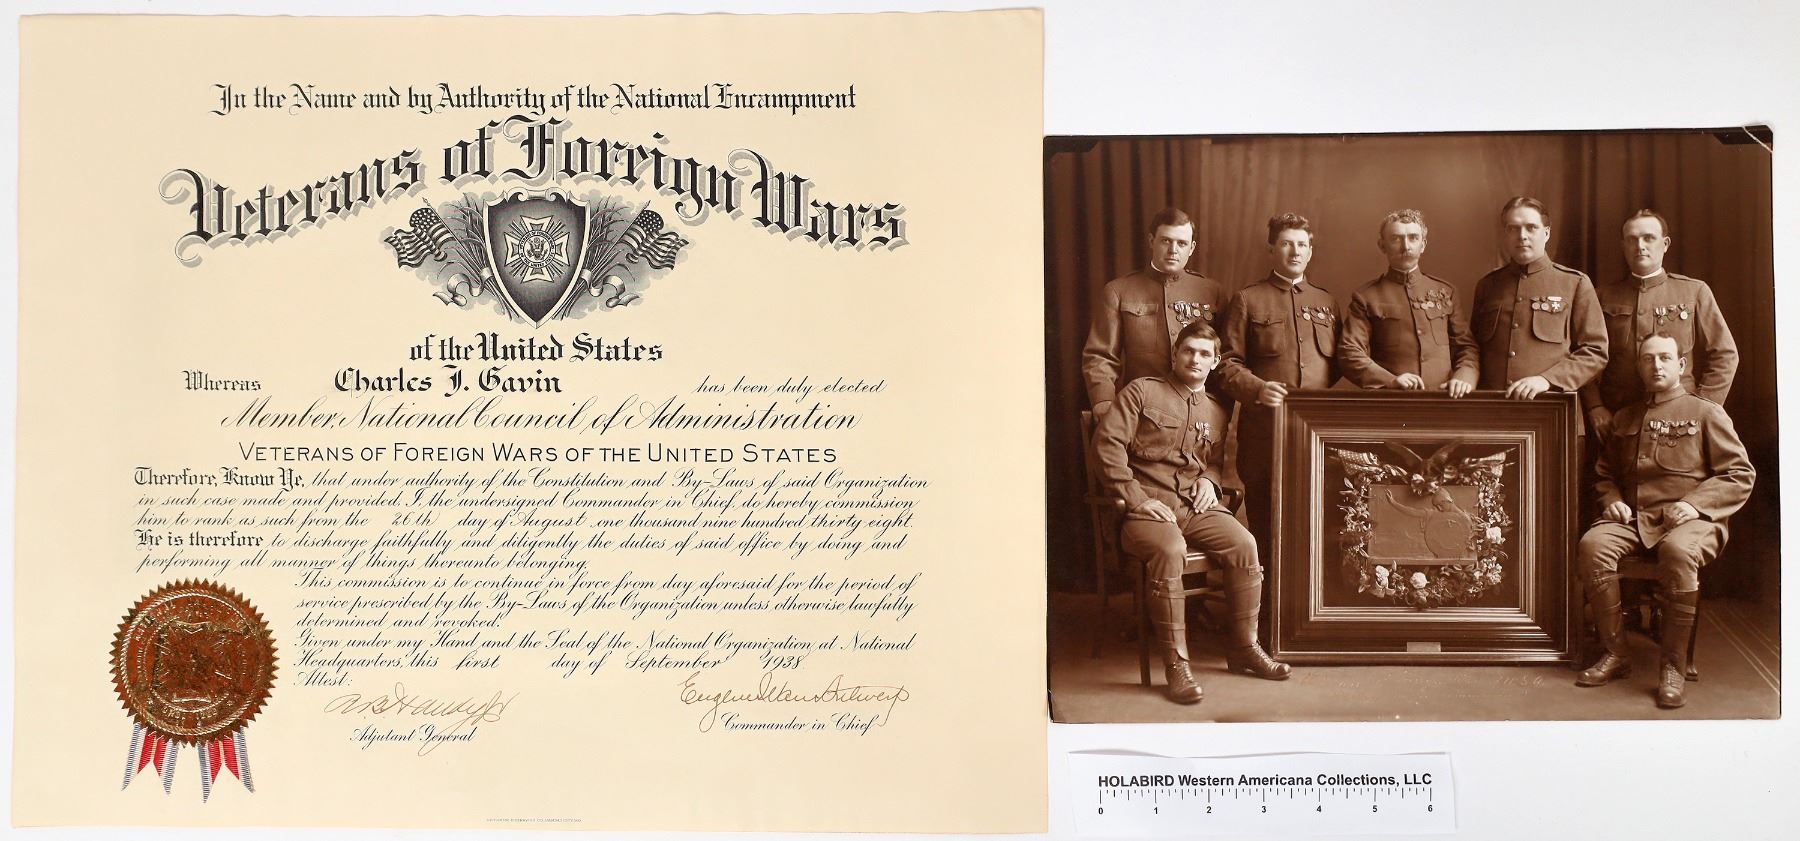 In the Name and by Authority of the National Encampment
Veterans of Foreign Wars
of the United States
Whereas Charles J. Gavin has been duly elected
Member, National Council of Administration
VETERANS OF FOREIGN WARS OF THE UNITED STATES
Therefore, Know Ye, that under authority of the Constitution and By-Laws of said Organization
in such case made and provided. I, the undersigned Commander in Chief, do hereby commission
him to rank as such from the 26th day of August one thousand nine hundred thirty eight.
He is therefore to discharge faithfully and diligently the duties of said office by doing and
performing all manner of things thereunto belonging.
This commission is to continue in force from day aforesaid for the period of
service prescribed by the By-Laws of the Organization unless otherwise lawfully
determined and revoked.
Given under my Hand and the Seal of the National Organization at National
Headquarters, this first day of September 1938
Attest:
R B Handy Jr
Eugene I Van Antwerp
Adjutant General
Commander in Chief
HOLABIRD Western Americana Collections, LLC
0 1 2 3 4 5 6